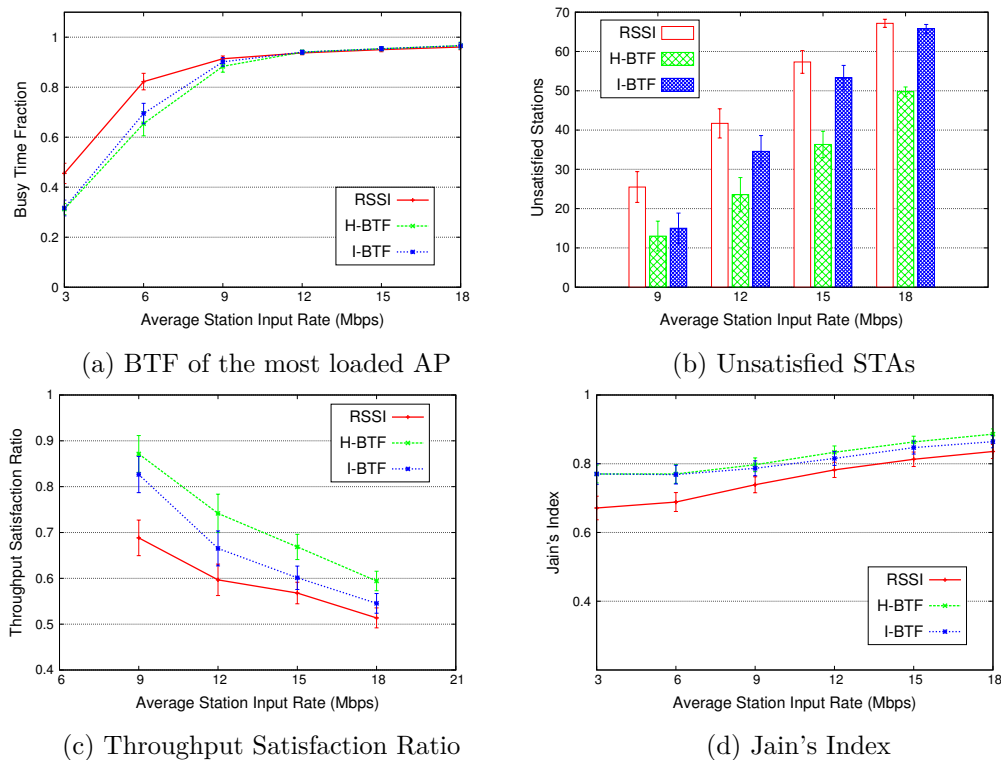 1
0.8
0.6
0.4
0.2
0
Busy Time Fraction
RSSI
H-BTF
I-BTF
3 6 9 12 15 18
Average Station Input Rate (Mbps)
(a) BTF of the most loaded AP
70
60
50
40
30
20
10
0
Unsatisfied Stations
RSSI
H-BTF
I-BTF
9 12 15 18
Average Station Input Rate (Mbps)
(b) Unsatisfied STAs
1
0.9
0.8
0.7
0.6
0.5
0.4
Throughput Satisfaction Ratio
RSSI
H-BTF
I-BTF
6 9 12 15 18 21
Average Station Input Rate (Mbps)
(c) Throughput Satisfaction Ratio
1
0.8
0.6
0.4
Jain's Index
RSSI
H-BTF
I-BTF
3 6 9 12 15 18
Average Station Input Rate (Mbps)
(d) Jain's Index